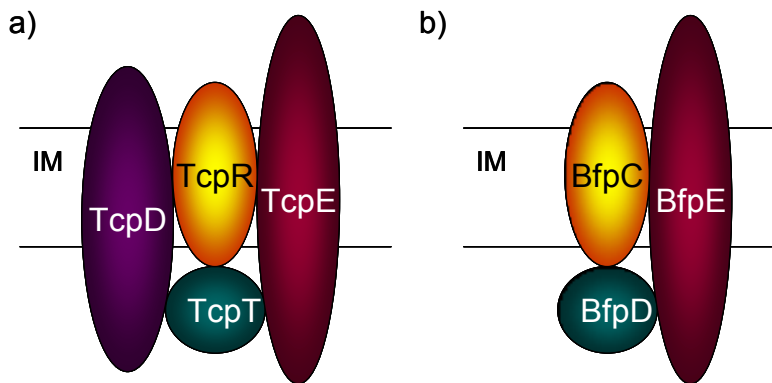 a)
IM
TcpD
TcpR
TcpE
TcpT
b)
IM
BfpC
BfpE
BfpD